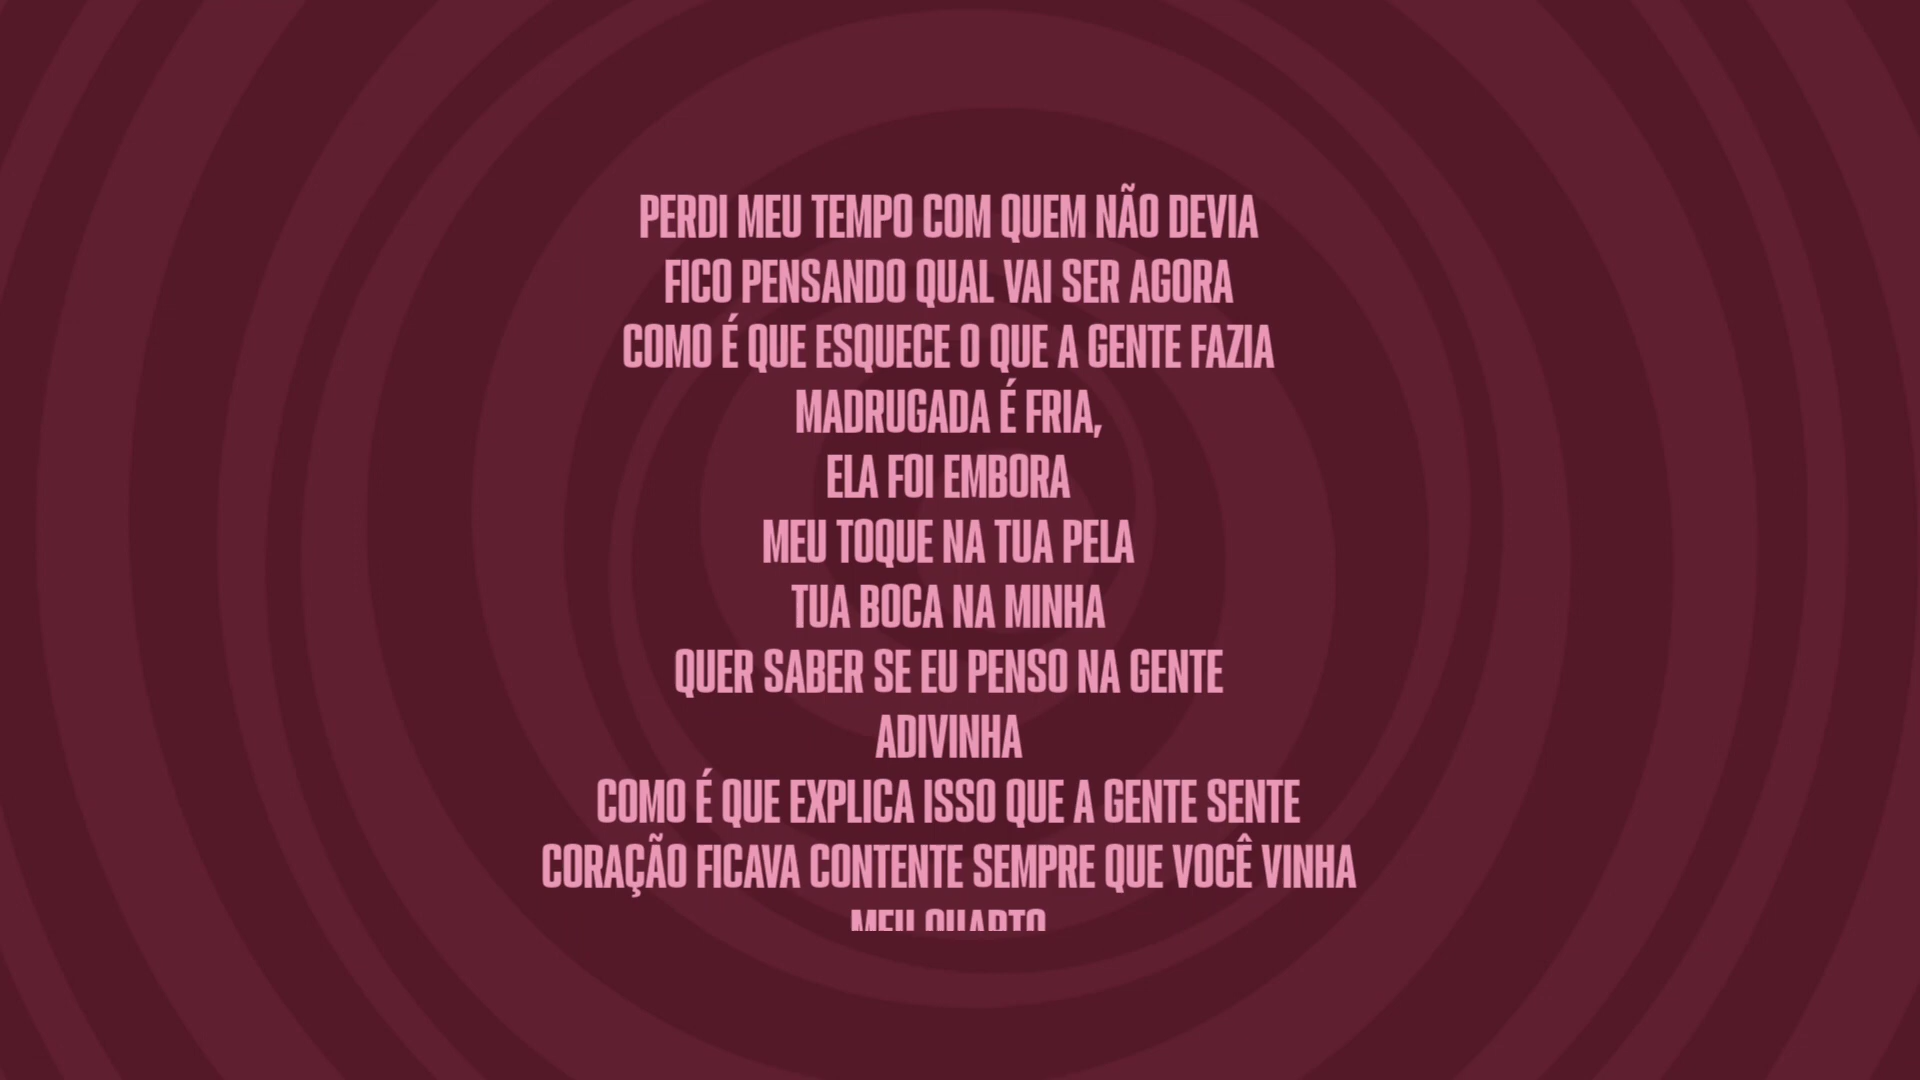 PERDI MEU TEMPO COM QUEM NÃO DEVIA
FICO PENSANDO QUAL VAI SER AGORA
COMO É QUE ESQUECE O QUE A GENTE FAZIA
MADRUGADA É FRIA,
ELA FOI EMBORA
MEU TOQUE NA TUA PELA
TUA BOCA NA MINHA
QUER SABER SE EU PENSO NA GENTE
ADIVINHA
COMO É QUE EXPLICA ISSO QUE A GENTE SENTE
CORAÇÃO FICAVA CONTENTE SEMPRE QUE VOCÊ VINHA
MEU QUARTO